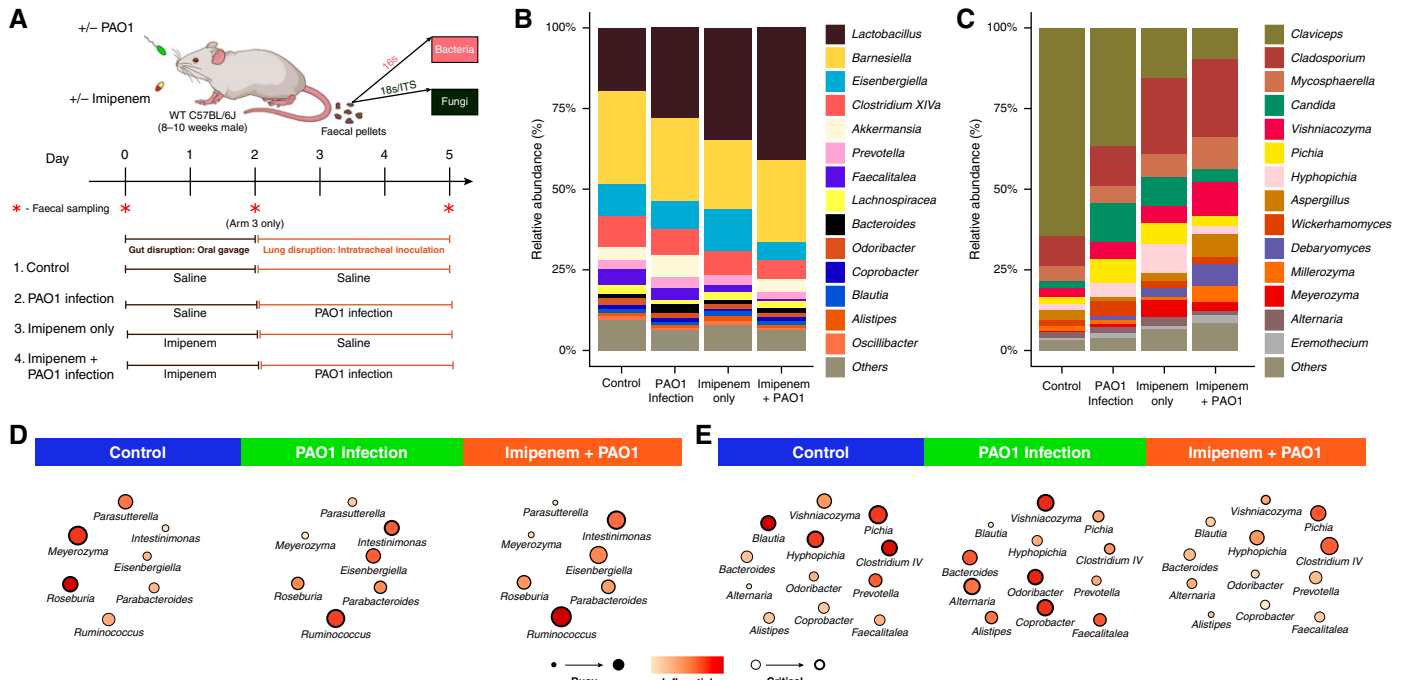 A
+/– PAO1
+/– Imipenem
WT C57BL/6J
(8–10 weeks male)
16s
18s/ITS
Bacteria
Fungi
Faecal pellets
Day
0
1
2
3
4
5
* - Faecal sampling
*
*
*
(Arm 3 only)
Gut disruption: Oral gavage
Lung disruption: Intratracheal inoculation
1. Control
Saline
Saline
2. PAO1 infection
Saline
PAO1 infection
3. Imipenem only
Imipenem
Saline
4. Imipenem +
PAO1 infection
Imipenem
PAO1 infection
B
Relative abundance (%)
100%
75%
50%
25%
0%
Control
PAO1
Infection
Imipenem
only
Imipenem
+ PAO1
Lactobacillus
Barnesiella
Eisenbergiella
Clostridium XIVa
Akkermansia
Prevotella
Faecalitalea
Lachnospiracea
Bacteroides
Odoribacter
Coprobacter
Blautia
Alistipes
Oscillibacter
Others
C
Relative abundance (%)
100%
75%
50%
25%
0%
Control
PAO1
Infection
Imipenem
only
Imipenem
+ PAO1
Claviceps
Cladosporium
Mycosphaerella
Candida
Vishniacozyma
Pichia
Hyphopichia
Aspergillus
Wickerhamomyces
Debaryomyces
Millerozyma
Meyerozyma
Alternaria
Eremothecium
Others
D
Control
PAO1 Infection
Imipenem + PAO1
Parasutterella
Meyerozyma
Intestinimonas
Eisenbergiella
Roseburia
Parabacteroides
Ruminococcus
Parasutterella
Meyerozyma
Intestinimonas
Eisenbergiella
Roseburia
Parabacteroides
Ruminococcus
Parasutterella
Meyerozyma
Intestinimonas
Eisenbergiella
Roseburia
Parabacteroides
Ruminococcus
E
Control
PAO1 Infection
Imipenem + PAO1
Vishniacozyma
Blautia
Pichia
Hyphopichia
Clostridium IV
Bacteroides
Odoribacter
Prevotella
Alternaria
Coprobacter
Alistipes
Faecalitalea
Vishniacozyma
Blautia
Pichia
Hyphopichia
Clostridium IV
Bacteroides
Odoribacter
Prevotella
Alternaria
Coprobacter
Alistipes
Faecalitalea
Vishniacozyma
Blautia
Pichia
Hyphopichia
Clostridium IV
Bacteroides
Odoribacter
Prevotella
Alternaria
Coprobacter
Alistipes
Faecalitalea